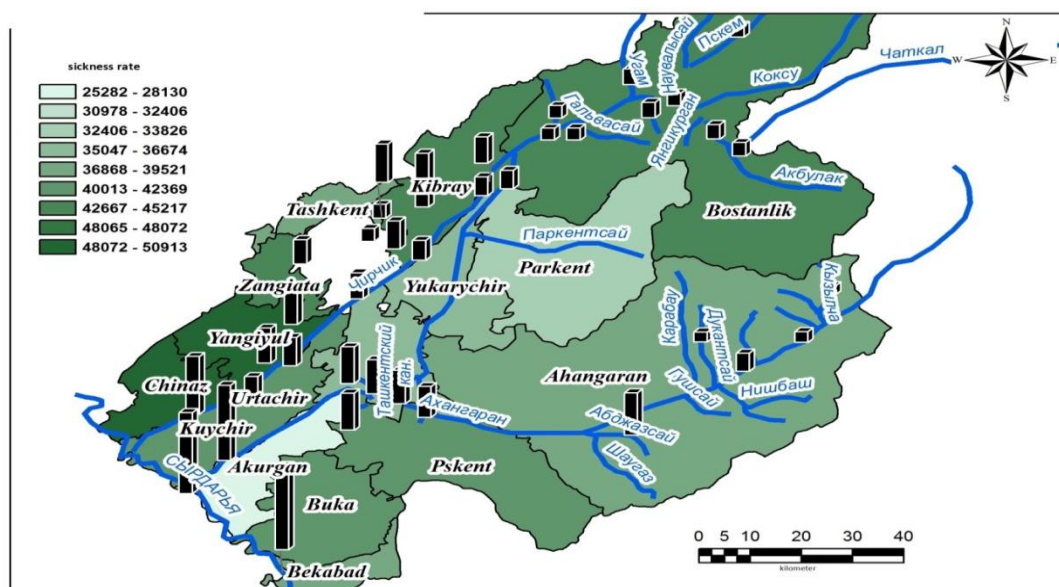 sickness rate
25282 - 28130
30978 - 32406
32406 - 33826
35047 - 36674
36868 - 39521
40013 - 42369
42667 - 45217
48065 - 48072
48072 - 50913
N
W
E
S
Угам
Наувалысай
Пскем
Коксу
Чаткал
Гальвасай
Янгикурган
Акбулак
Kibray
Tashkent
Bostanlik
Паркентсай
Parkent
Чирчик
Yukarychir
Zangiata
Кызылча
Карабау
Дукантсай
Yangiyul
Ташкентский
кан.
Chinaz
Urtachir
Ahangaran
Гушсай
Нишбаш
Ахангаран
Абджазсай
Kuychir
Шаугаз
СЫРДАРЬЯ
Akurgan
Pskent
Buka
Bekabad
0 5 10 20 30 40
kilometer